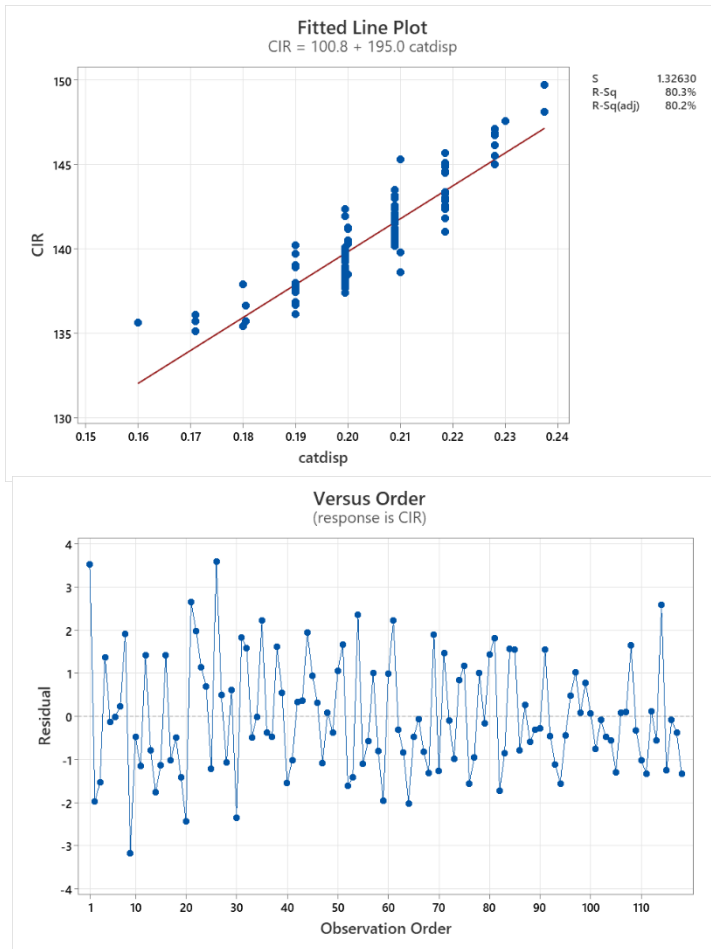 Fitted Line Plot
CIR = 100.8 + 195.0 catdisp
S 1.32630
R-Sq 80.3%
R-Sq(adj) 80.2%
150
145
140
135
130
CIR
0.15 0.16 0.17 0.18 0.19 0.20 0.21 0.22 0.23 0.24
catdisp
Versus Order
(response is CIR)
4
3
2
1
0
-1
-2
-3
-4
Residual
1 10 20 30 40 50 60 70 80 90 100 110
Observation Order